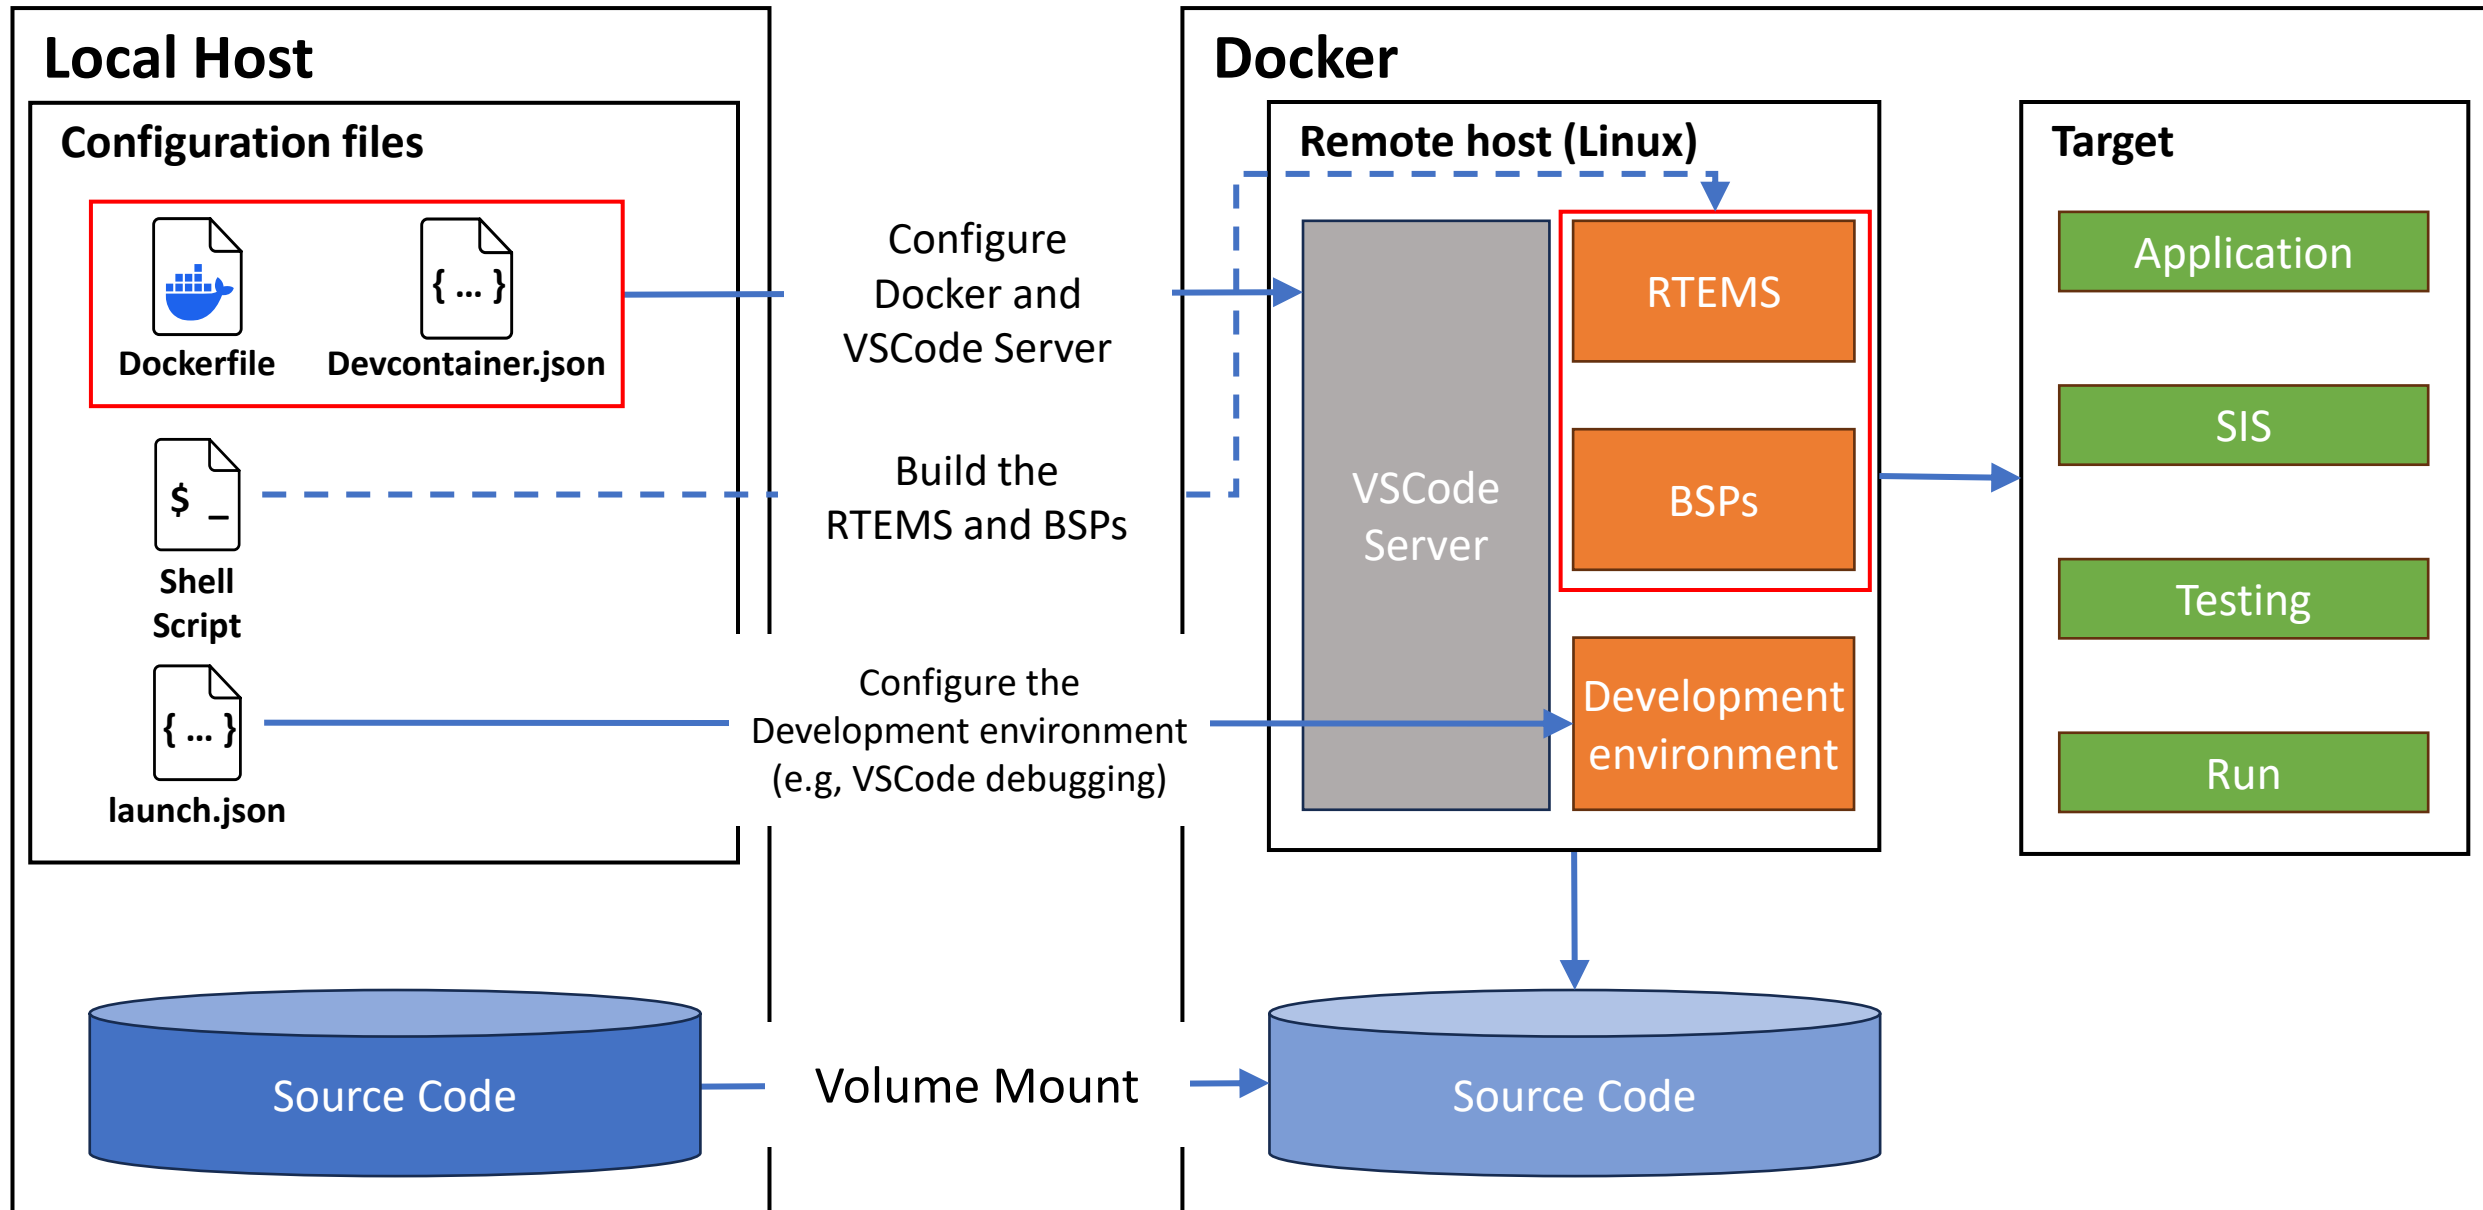 Local Host
Configuration files
Dockerfile
{ ... }
Devcontainer.json
$ _
Shell
Script
{ ... }
launch.json
Source Code
Configure
Docker and
VSCode Server
Build the
RTEMS and BSPs
Configure the
Development environment
(e.g, VSCode debugging)
Volume Mount
Docker
Remote host (Linux)
VSCode
Server
RTEMS
BSPs
Development
environment
Source Code
Target
Application
SIS
Testing
Run